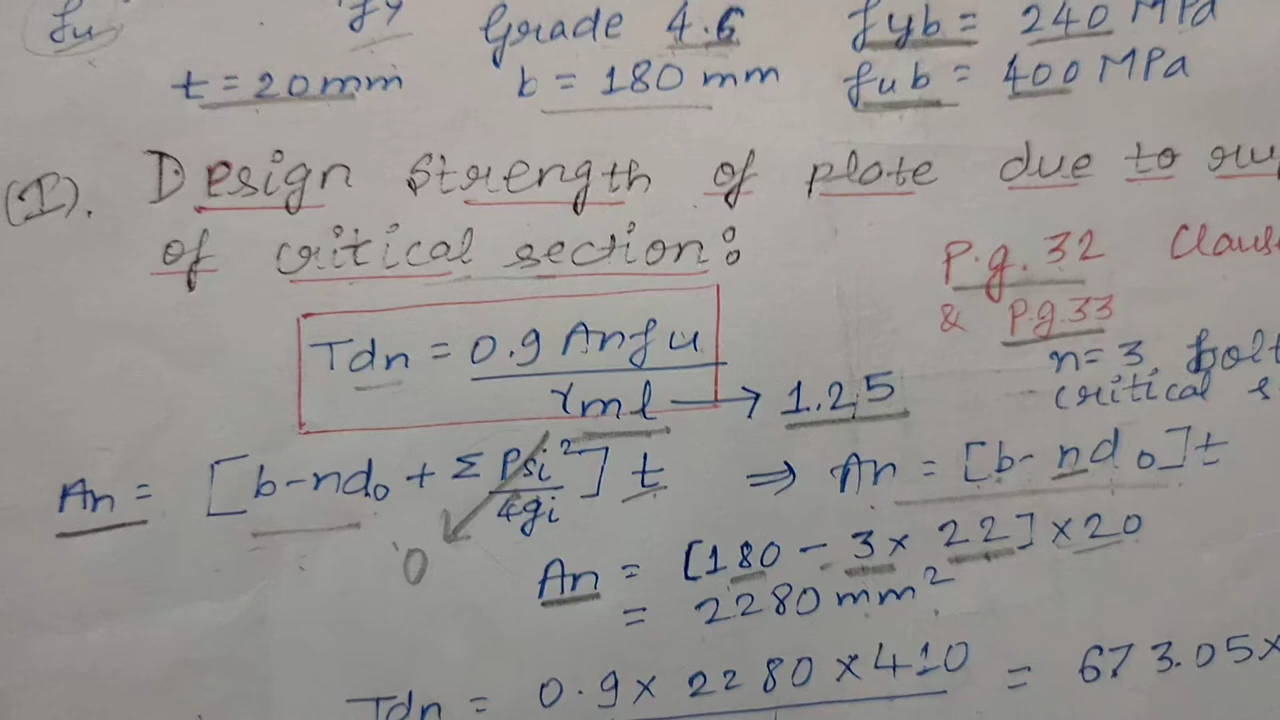 fu fy Grade 4.6 fyb = 240 MPa
t = 20mm b = 180 mm fub = 400 MPa
(I). Design Strength of plate due to
of critical section:
P.g. 32
& P.g.33
Tdn = 0.9 Anfu / γml → 1.25
n=3
critical
An = [b-nd₀ + Σ Psi²/4gi] t ⇒ An = [b-nd₀]t
0
An = [180 - 3× 22] × 20
= 2280 mm²
Tdn = 0.9× 2280 × 410 = 673.05×